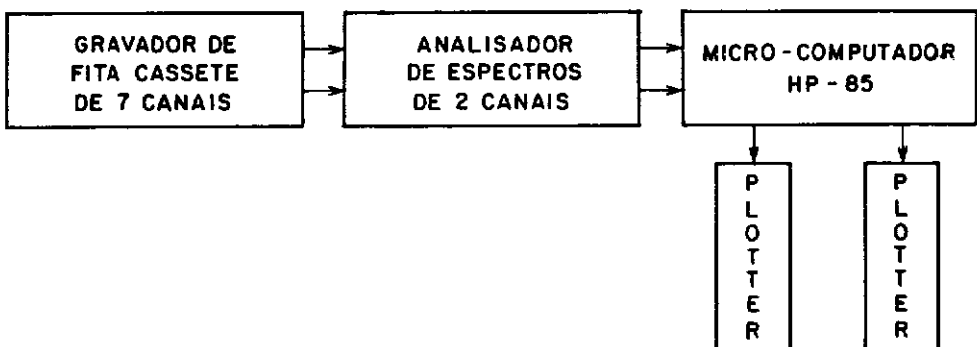 GRAVADOR DE
FITA CASSETE
DE 7 CANAIS
ANALISADOR
DE ESPECTROS
DE 2 CANAIS
MICRO-COMPUTADOR
HP-85
PLOTTER
PLOTTER